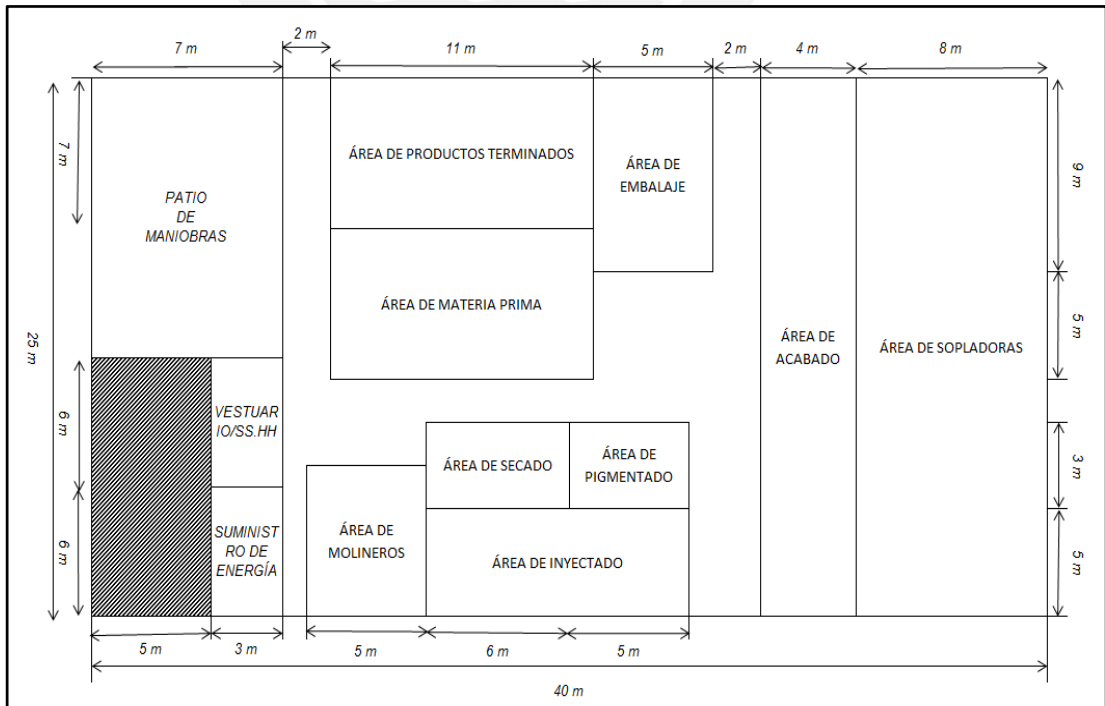 2 m
7 m
11 m
5 m
2 m
4 m
8 m
7 m
9 m
ÁREA DE PRODUCTOS TERMINADOS
ÁREA DE
EMBALAJE
PATIO
DE
MANIOBRAS
ÁREA DE MATERIA PRIMA
25 m
5 m
ÁREA DE
ACABADO
ÁREA DE SOPLADORAS
6 m
VESTUAR
IO/SS.HH
ÁREA DE SECADO
ÁREA DE
PIGMENTADO
3 m
6 m
SUMINIST
RO DE
ENERGÍA
ÁREA DE
MOLINEROS
ÁREA DE INYECTADO
5 m
5 m
3 m
5 m
6 m
5 m
40 m